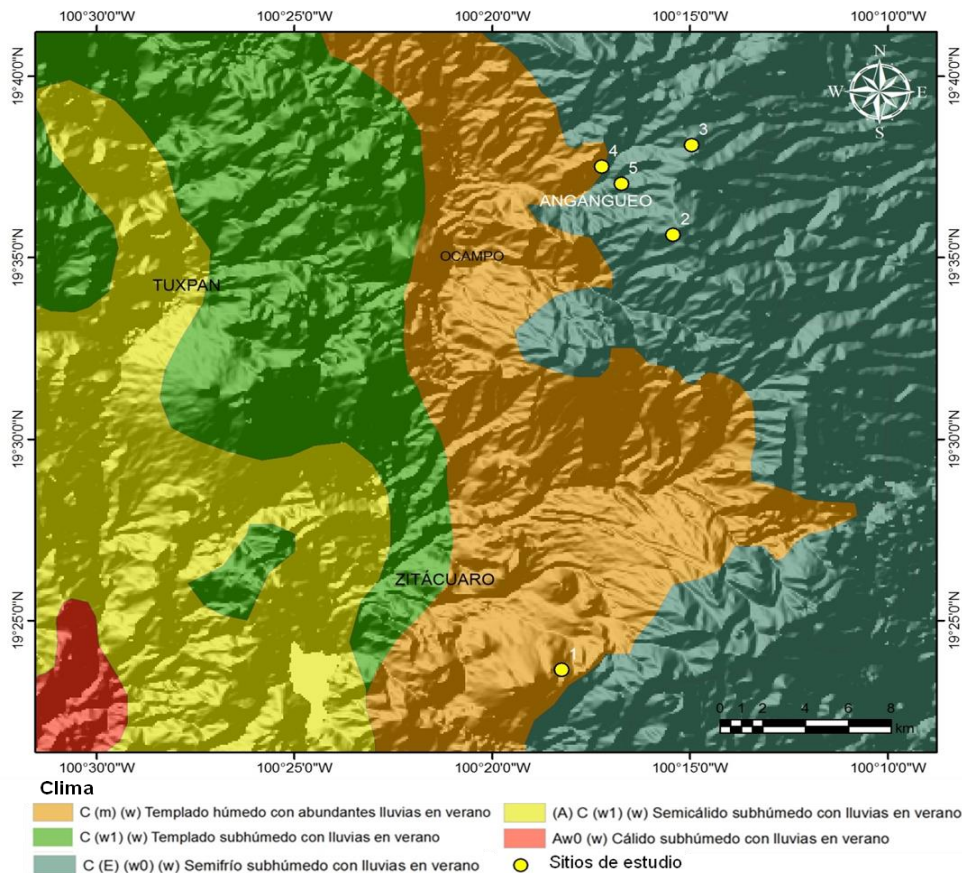 100°30'0"W 100°25'0"W 100°20'0"W 100°15'0"W 100°10'0"W
19°40'0"N 19°40'0"N
N
W E
S
3
4
5
ANGANGUEO
2
19°35'0"N 19°35'0"N
OCAMPO
TUXPAN
19°30'0"N 19°30'0"N
ZITÁCUARO
19°25'0"N 19°25'0"N
1
0 1 2 4 6 8
km
100°30'0"W 100°25'0"W 100°20'0"W 100°15'0"W 100°10'0"W
Clima
C (m) (w) Templado húmedo con abundantes lluvias en verano
C (w1) (w) Templado subhúmedo con lluvias en verano
C (E) (w0) (w) Semifrío subhúmedo con lluvias en verano
(A) C (w1) (w) Semicálido subhúmedo con lluvias en verano
Aw0 (w) Cálido subhúmedo con lluvias en verano
Sitios de estudio